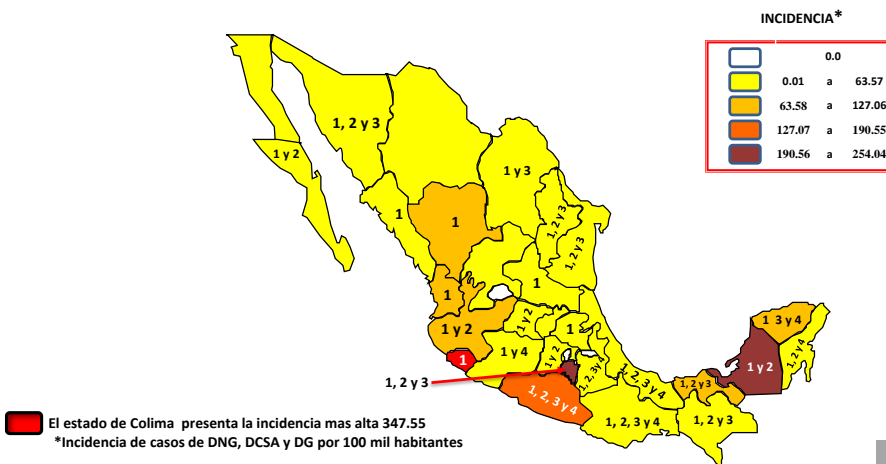 INCIDENCIA*
0.0
0.01 a 63.57
63.58 a 127.06
127.07 a 190.55
190.56 a 254.04
1, 2 y 3
1 y 2
1 y 3
1
1
1, 2 y 3
1, 2 y 3
1
1
1 y 2
1 y 2
1
1
1 y 4
1 y 2
1, 2, 3 y 4
1, 2, 3 y 4
1, 2 y 3
1, 2, 3 y 4
1, 2, 3 y 4
1, 2 y 3
1, 2 y 3
1 y 2
1 3 y 4
1, 2 y 4
El estado de Colima presenta la incidencia mas alta 347.55
*Incidencia de casos de DNG, DCSA y DG por 100 mil habitantes